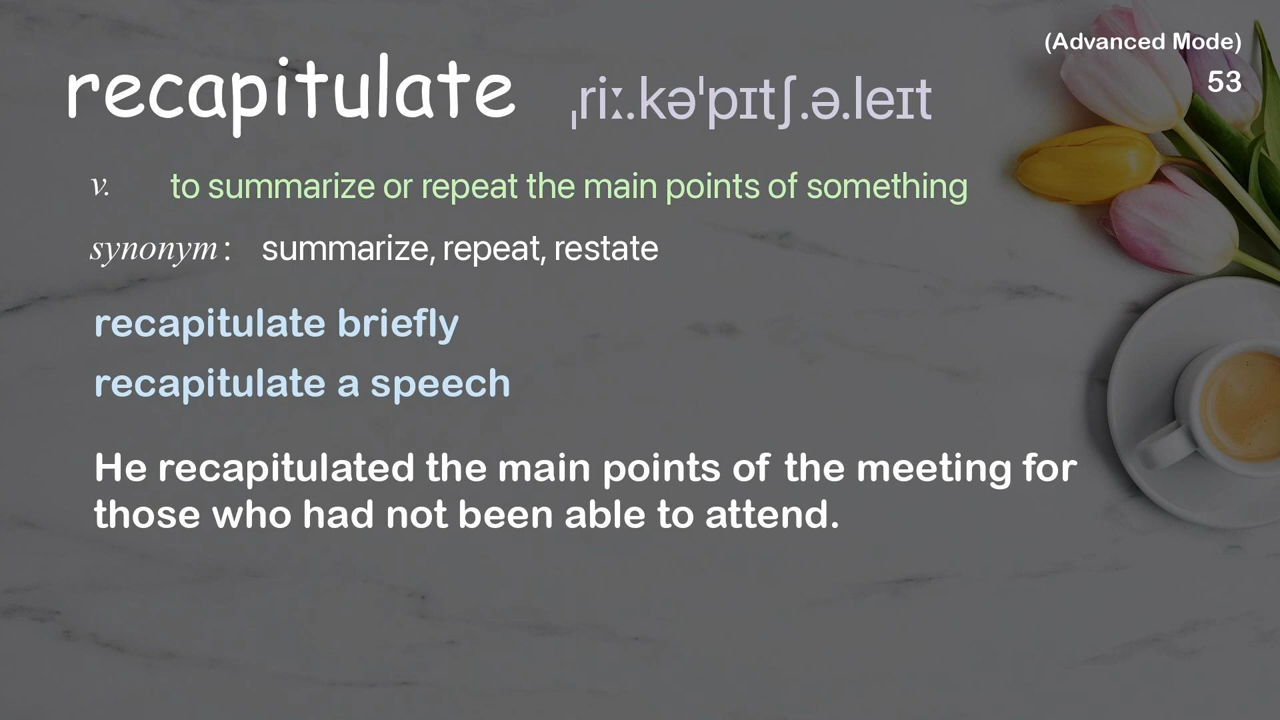 (Advanced Mode)
53
recapitulate ˌriː.kəˈpɪtʃ.ə.leɪt
v. to summarize or repeat the main points of something
synonym : summarize, repeat, restate
recapitulate briefly
recapitulate a speech
He recapitulated the main points of the meeting for
those who had not been able to attend.